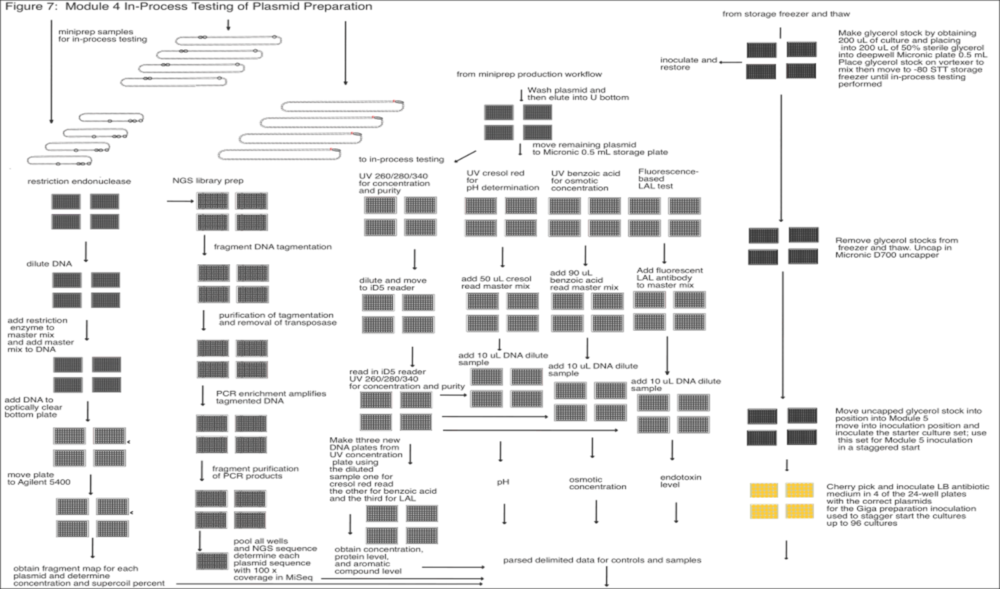 Figure 7:  Module 4 In-Process Testing of Plasmid Preparation
miniprep samples
for in-process testing
restriction endonuclease
dilute DNA
add restriction
enzyme to
master mix
and add master
mix to DNA
add DNA to
optically clear
bottom plate
move plate
to Agilent 5400
obtain fragment map for each
plasmid and determine
concentration and supercoil percent
NGS library prep
fragment DNA tagmentation
purification of tagmentation
and removal of transposase
PCR enrichment amplifies
tagmented DNA
fragment purification
of PCR products
pool all wells
and NGS sequence
determine each
plasmid sequence
with 100 x
coverage in MiSeq
from miniprep production workflow
Wash plasmid and
then elute into U bottom
move remaining plasmid
to Micronic 0.5 mL storage plate
to in-process testing
UV 260/280/340
for concentration
and purity
dilute and move
to iD5 reader
read in iD5 reader
UV 260/280/340
for concentration and purity
Make tthree new
DNA plates from
UV concentration
plate using
the diluted
sample one for
cresol red read
the other for benzoic acid
and the third for LAL
obtain concentration,
protein level,
and aromatic
compound level
UV cresol red
for
pH determination
add 50 uL cresol
read master mix
add 10 uL DNA dilute
sample
pH
UV benzoic acid
for osmotic
concentration
add 90 uL
benzoic acid
read master mix
add 10 uL DNA dilute
sample
osmotic
concentration
Fluorescence-
based
LAL test
Add fluorescent
LAL antibody
to master mix
add 10 uL DNA dilute
sample
endotoxin
level
parsed delimited data for controls and samples
from storage freezer and thaw
inoculate and
restore
Make glycerol stock by obtaining
200 uL of culture and placing
into 200 uL of 50% sterile glycerol
into deepwell Micronic plate 0.5 mL
Place glycerol stock on vortexer to
mix then move to -80 STT storage
freezer until in-process testing
performed
Remove glycerol stocks from
freezer and thaw. Uncap in
Micronic D700 uncapper
Move uncapped glycerol stock into
position into Module 5
move into inoculation position and
inoculate the starter culture set; use
this set for Module 5 inoculation
in a staggered start
Cherry pick and inoculate LB antibiotic
medium in 4 of the 24-well plates
with the correct plasmids
for the Giga preparation inoculation
used to stagger start the cultures
up to 96 cultures